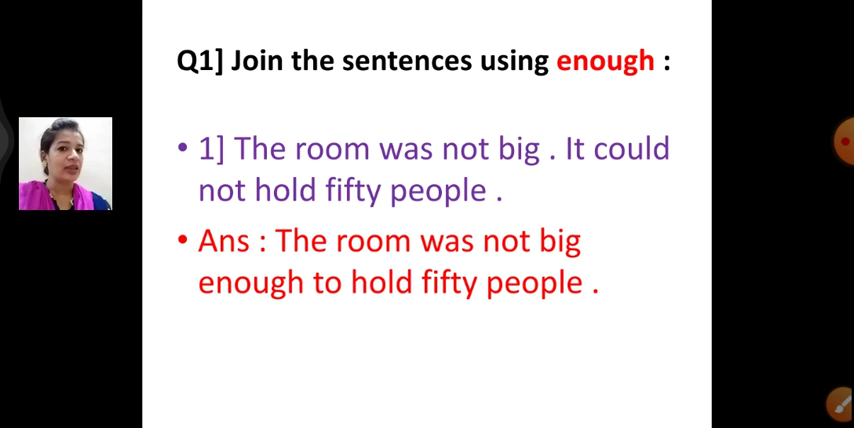 Q1] Join the sentences using enough :
• 1] The room was not big . It could
not hold fifty people .
• Ans : The room was not big
enough to hold fifty people .